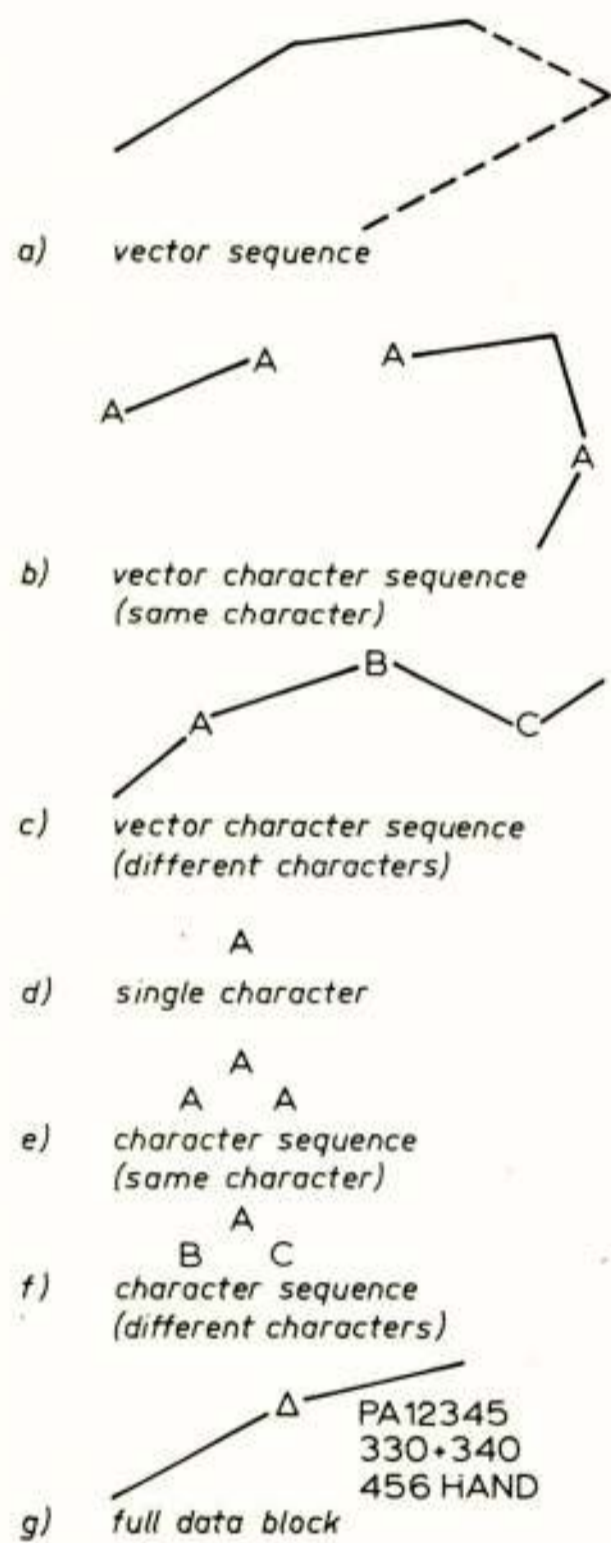 a) vector sequence
A A A
A
b) vector character sequence
(same character)
B
A C
c) vector character sequence
(different characters)
A
d) single character
A
A A
e) character sequence
(same character)
A
B C
f) character sequence
(different characters)
Δ PA12345
330+340
456 HAND
g) full data block